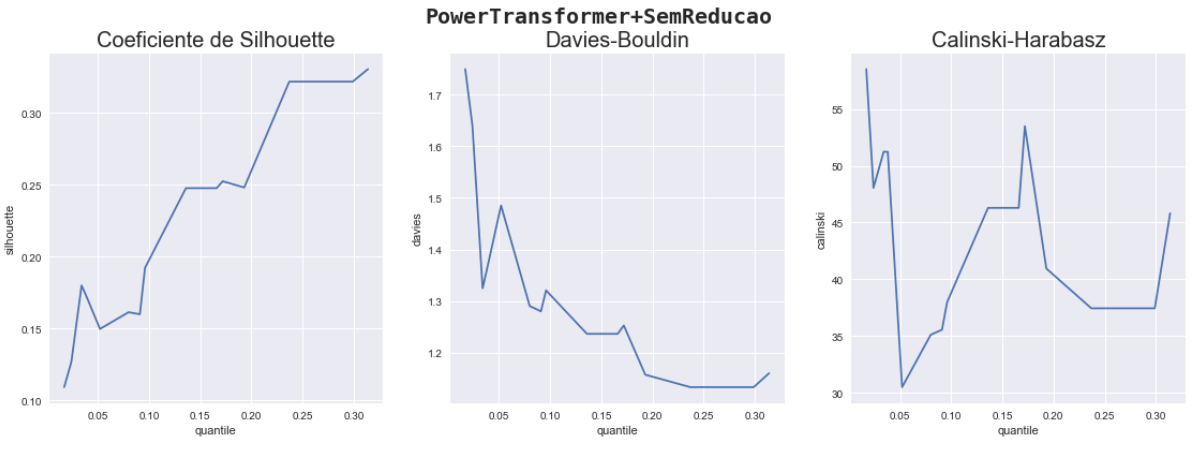 PowerTransformer+SemReducao
Coeficiente de Silhouette
silhouette
0.30
0.25
0.20
0.15
0.10
0.05 0.10 0.15 0.20 0.25 0.30
quantile
Davies-Bouldin
davies
1.7
1.6
1.5
1.4
1.3
1.2
0.05 0.10 0.15 0.20 0.25 0.30
quantile
Calinski-Harabasz
calinski
55
50
45
40
35
30
0.05 0.10 0.15 0.20 0.25 0.30
quantile